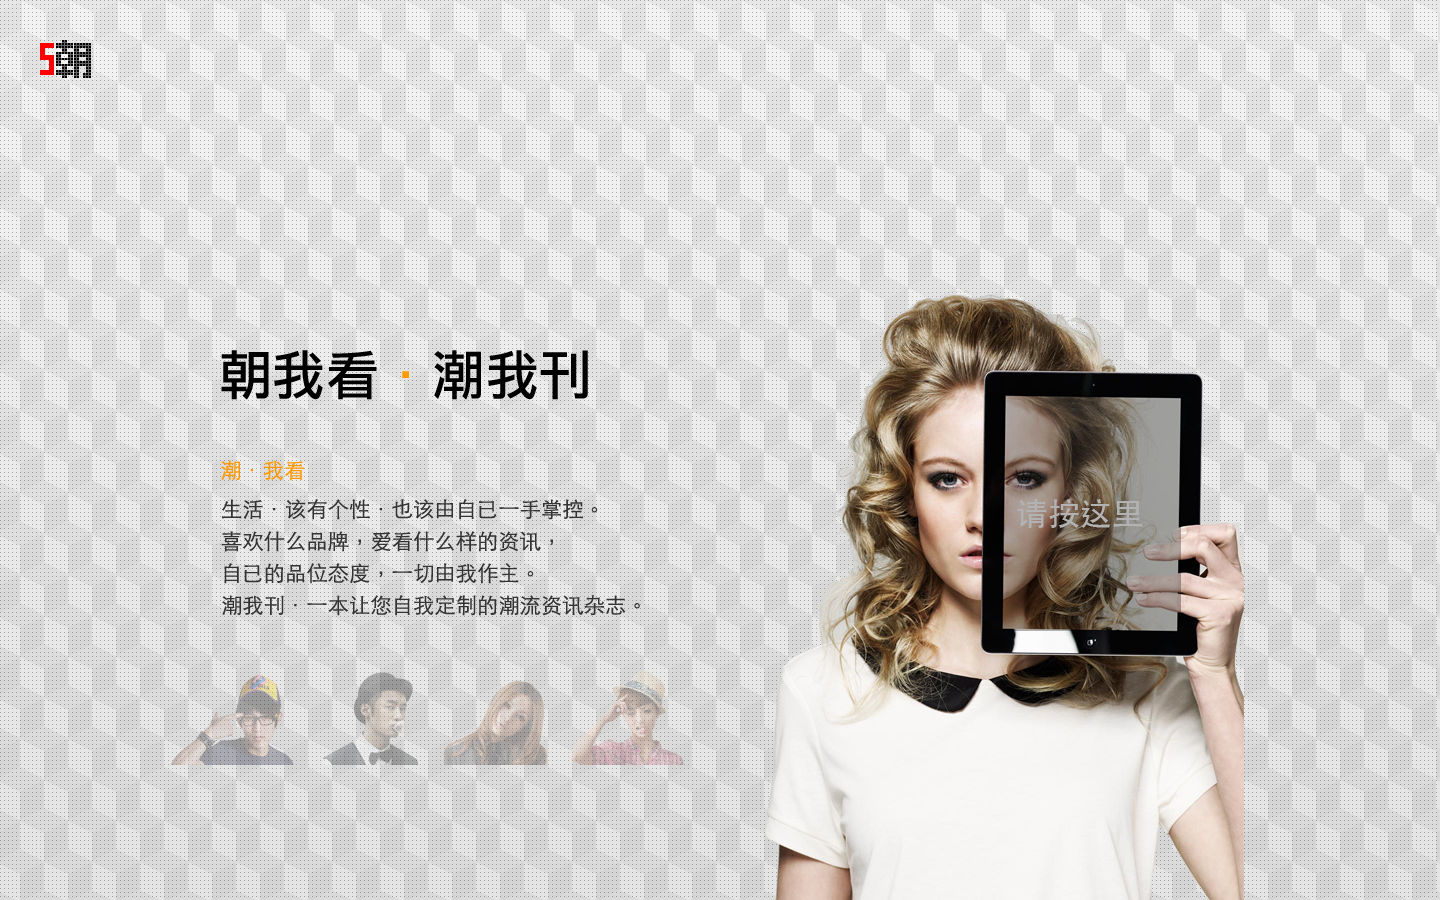 5潮
朝我看·潮我刊
潮·我看
生活·该有个性·也该由自已一手掌控。
喜欢什么品牌，爱看什么样的资讯，
自已的品位态度，一切由我作主。
潮我刊·一本让您自我定制的潮流资讯杂志。
请按这里